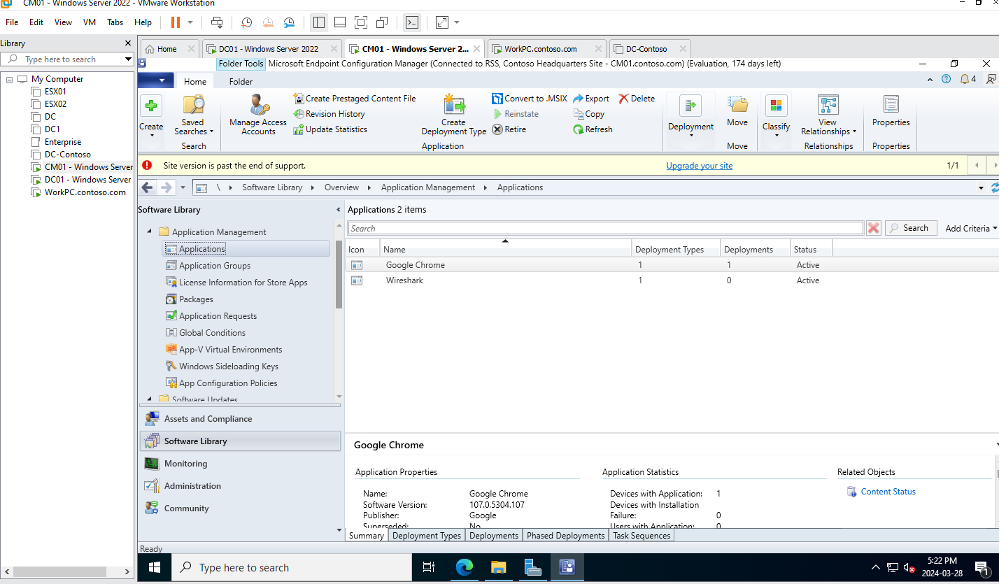 CM01 - Windows Server 2022 - VMware Workstation
File Edit View VM Tabs Help
Library
Type here to search
My Computer
ESX01
ESX02
DC
DC1
Enterprise
DC-Contoso
CM01 - Windows Server
DC01 - Windows Server
WorkPC.contoso.com
Home DC01 - Windows Server 2022 CM01 - Windows Server 2... WorkPC.contoso.com DC-Contoso
Folder Tools Microsoft Endpoint Configuration Manager (Connected to RSS, Contoso Headquarters Site - CM01.contoso.com) (Evaluation, 174 days left)
Home Folder 4
Create
Saved
Searches
Search
Manage Access
Accounts
Create Prestaged Content File
Revision History
Update Statistics
Create
Deployment Type
Convert to .MSIX
Reinstate
Retire
Export
Copy
Refresh
Delete
Application
Deployment
Move
Move
Classify
View
Relationships
Relationships
Properties
Properties
Site version is past the end of support. Upgrade your site 1/1
\ Software Library Overview Application Management Applications
Software Library
Application Management
Applications
Application Groups
License Information for Store Apps
Packages
Application Requests
Global Conditions
App-V Virtual Environments
Windows Sideloading Keys
App Configuration Policies
Software Updates
Assets and Compliance
Software Library
Monitoring
Administration
Community
Applications 2 items
Search Search Add Criteria
Icon Name Deployment Types Deployments Status
Google Chrome 1 1 Active
Wireshark 1 0 Active
Google Chrome
Application Properties
Name: Google Chrome
Software Version: 107.0.5304.107
Publisher: Google
Superseded: No
Application Statistics
Devices with Application: 1
Devices with Installation
Failure: 0
Users with Application: 0
Related Objects
Content Status
Summary Deployment Types Deployments Phased Deployments Task Sequences
Ready
Type here to search
5:22 PM
2024-03-28
1